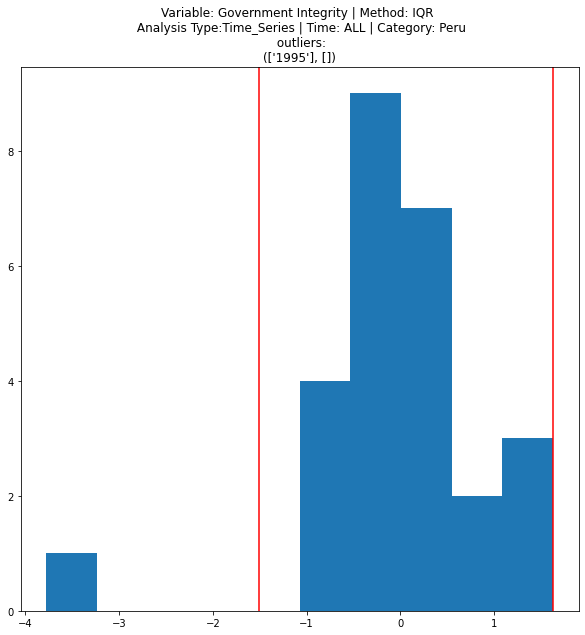 Variable: Government Integrity | Method: IQR
Analysis Type:Time_Series | Time: ALL | Category: Peru
outliers:
(['1995'], [])
8
6
4
2
0
−4 −3 −2 −1 0 1